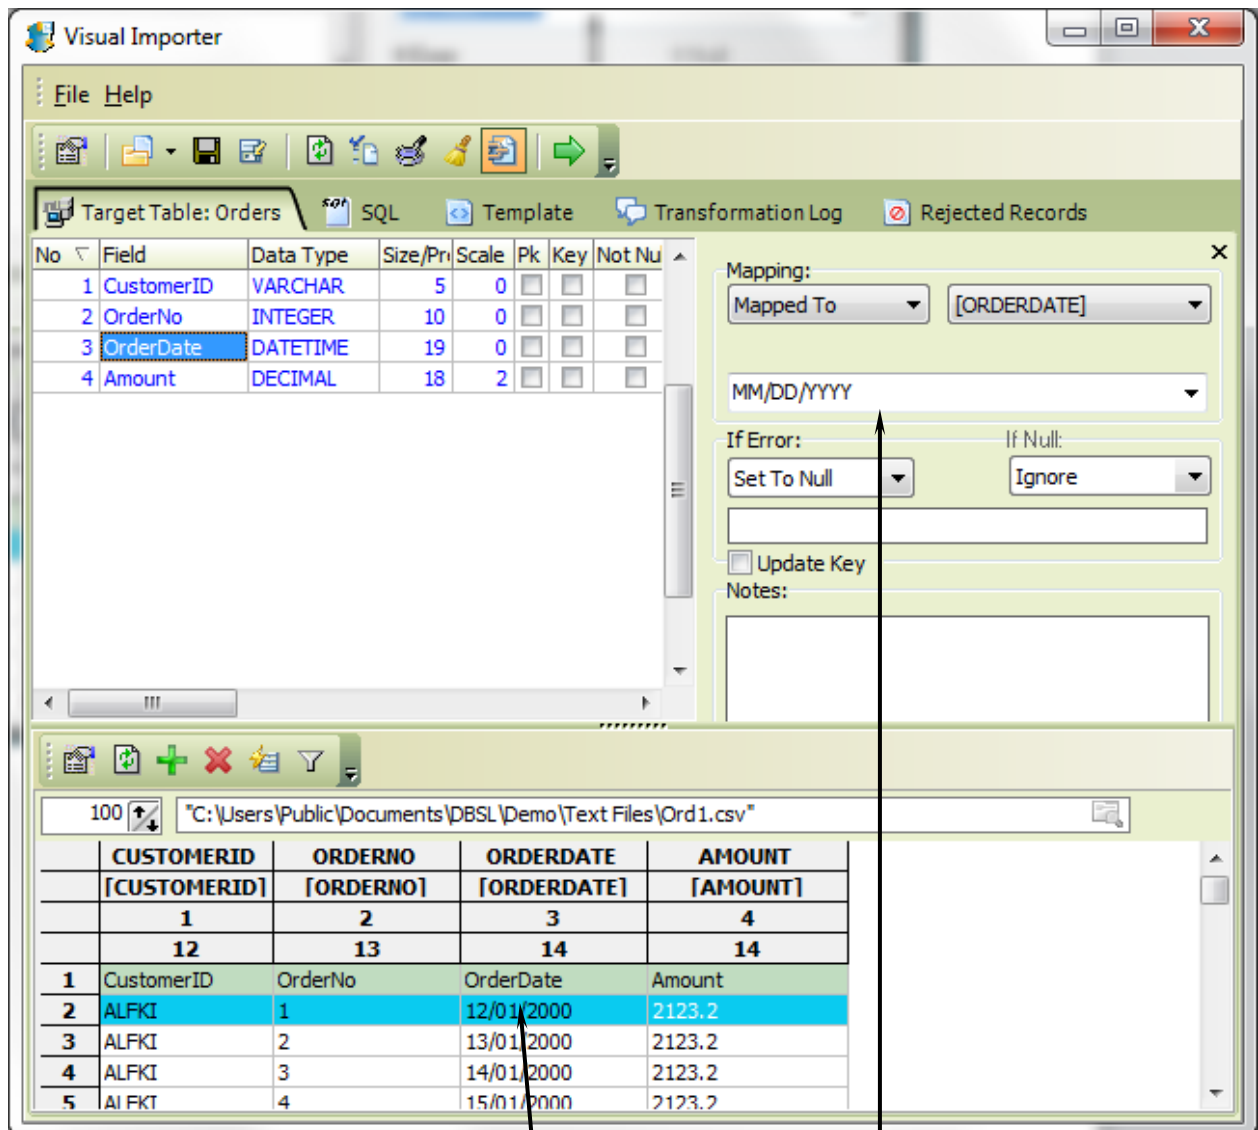 Visual Importer
File Help
Target Table: Orders SQL Template Transformation Log Rejected Records
No Field Data Type Size/Pr Scale Pk Key Not Nu
1 CustomerID VARCHAR 5 0
2 OrderNo INTEGER 10 0
3 OrderDate DATETIME 19 0
4 Amount DECIMAL 18 2
Mapping:
Mapped To [ORDERDATE]
MM/DD/YYYY
If Error: If Null:
Set To Null Ignore
Update Key
Notes:
100 "C:\Users\Public\Documents\DBSL\Demo\Text Files\Ord1.csv"
CUSTOMERID ORDERNO ORDERDATE AMOUNT
[CUSTOMERID] [ORDERNO] [ORDERDATE] [AMOUNT]
1 2 3 4
12 13 14 14
1 CustomerID OrderNo OrderDate Amount
2 ALFKI 1 12/01/2000 2123.2
3 ALFKI 2 13/01/2000 2123.2
4 ALFKI 3 14/01/2000 2123.2
5 ALFKI 4 15/01/2000 2123.2